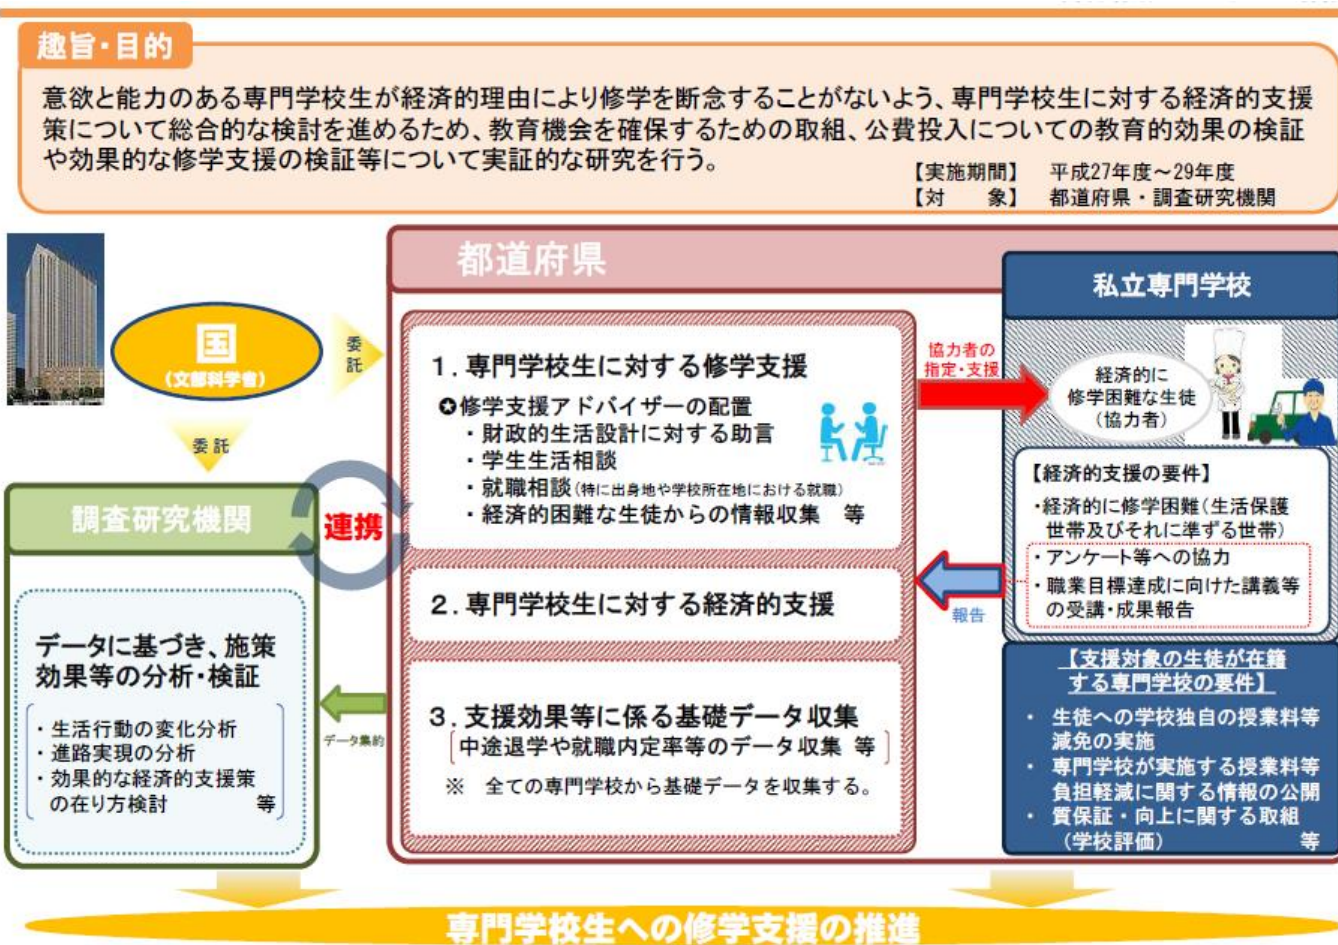 趣旨・目的
意欲と能力のある専門学校生が経済的理由により修学を断念することがないよう、専門学校生に対する経済的支援
策について総合的な検討を進めるため、教育機会を確保するための取組、公費投入についての教育的効果の検証
や効果的な修学支援の検証等について実証的な研究を行う。
【実施期間】 平成27年度～29年度
【対 象】 都道府県・調査研究機関
国
(文部科学省)
委託
委託
調査研究機関
データに基づき、施策
効果等の分析・検証
・生活行動の変化分析
・進路実現の分析
・効果的な経済的支援策
の在り方検討 等
連携
データ集約
都道府県
1.専門学校生に対する修学支援
✪修学支援アドバイザーの配置
・財政的生活設計に対する助言
・学生生活相談
・就職相談(特に出身地や学校所在地における就職)
・経済的困難な生徒からの情報収集 等
2.専門学校生に対する経済的支援
3.支援効果等に係る基礎データ収集
中途退学や就職内定率等のデータ収集 等
※ 全ての専門学校から基礎データを収集する。
協力者の
指定・支援
報告
私立専門学校
経済的に
修学困難な生徒
(協力者)
【経済的支援の要件】
・経済的に修学困難(生活保護
世帯及びそれに準ずる世帯)
・アンケート等への協力
・職業目標達成に向けた講義等
の受講・成果報告
【支援対象の生徒が在籍
する専門学校の要件】
・ 生徒への学校独自の授業料等
減免の実施
・ 専門学校が実施する授業料等
負担軽減に関する情報の公開
・ 質保証・向上に関する取組
(学校評価) 等
専門学校生への修学支援の推進